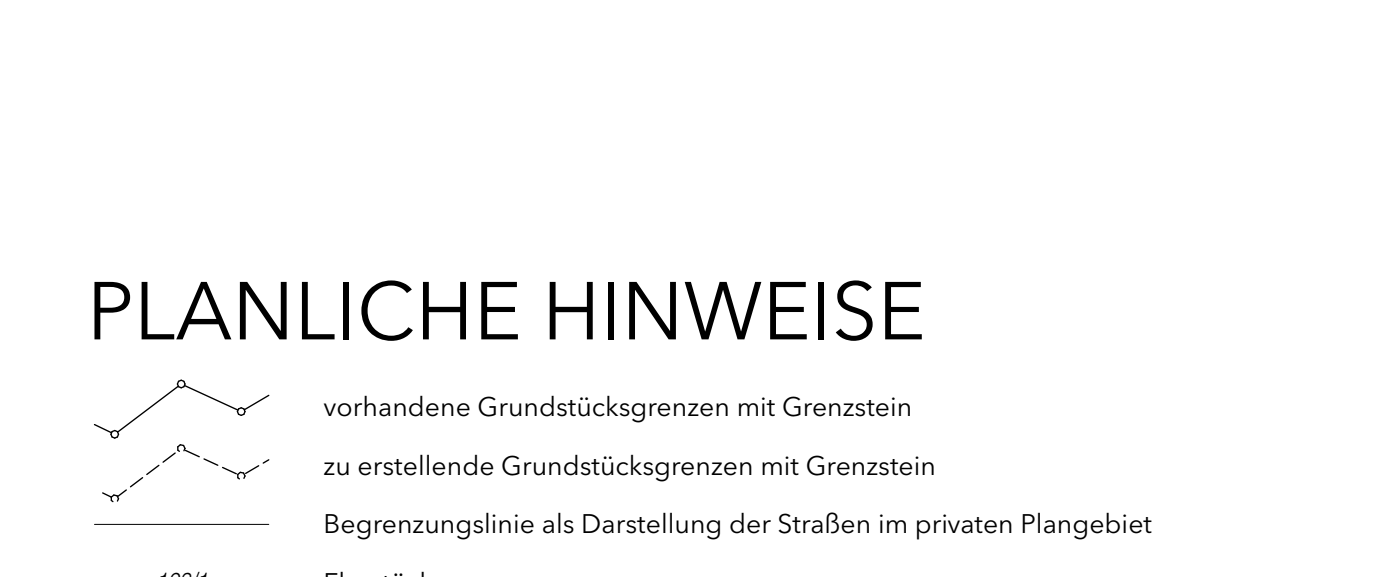 PLANLICHE HINWEISE
vorhandene Grundstücksgrenzen mit Grenzstein
zu erstellende Grundstücksgrenzen mit Grenzstein
Begrenzungslinie als Darstellung der Straßen im privaten Plangebiet